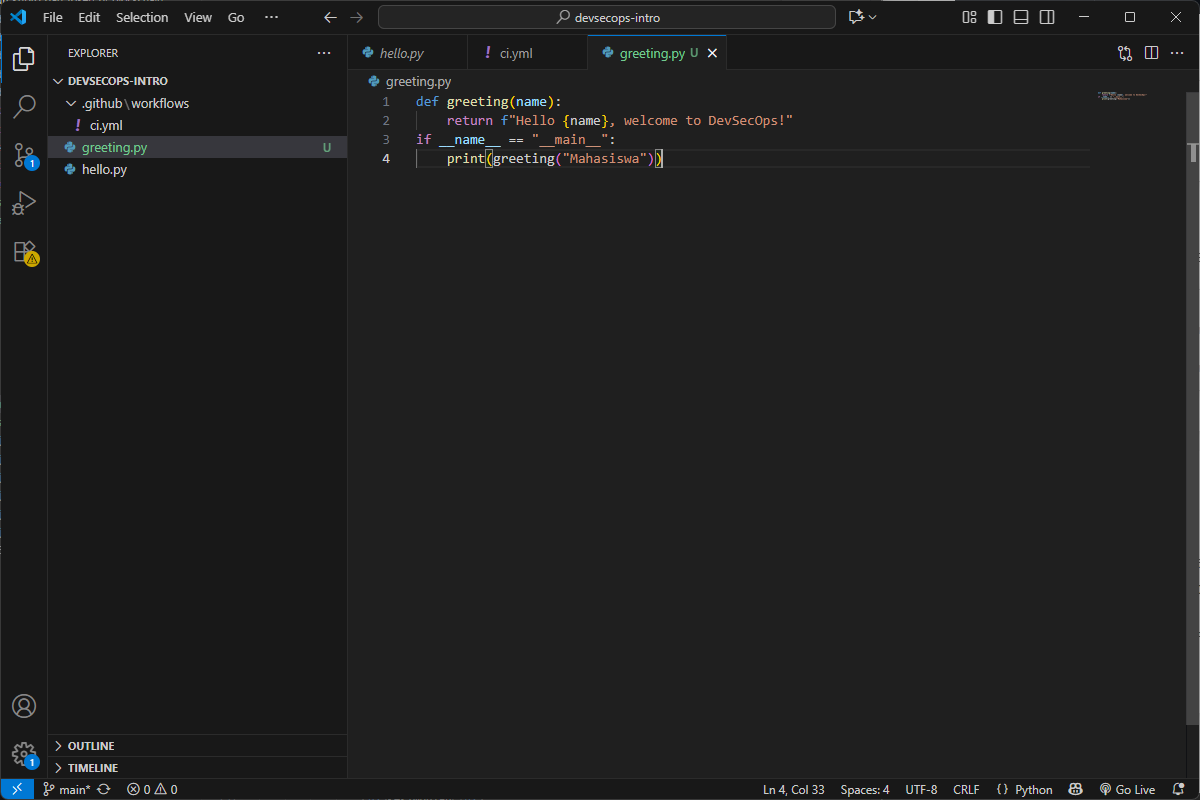 File Edit Selection View Go ··· devsecops-intro
EXPLORER ···
DEVSECOPS-INTRO
.github\workflows
! ci.yml
greeting.py U
hello.py
OUTLINE
TIMELINE
hello.py ! ci.yml greeting.py U
greeting.py
1 def greeting(name):
2     return f"Hello {name}, welcome to DevSecOps!"
3 if __name__ == "__main__":
4     print(greeting("Mahasiswa"))
1
1
main* 0 0 Ln 4, Col 33 Spaces: 4 UTF-8 CRLF {} Python Go Live